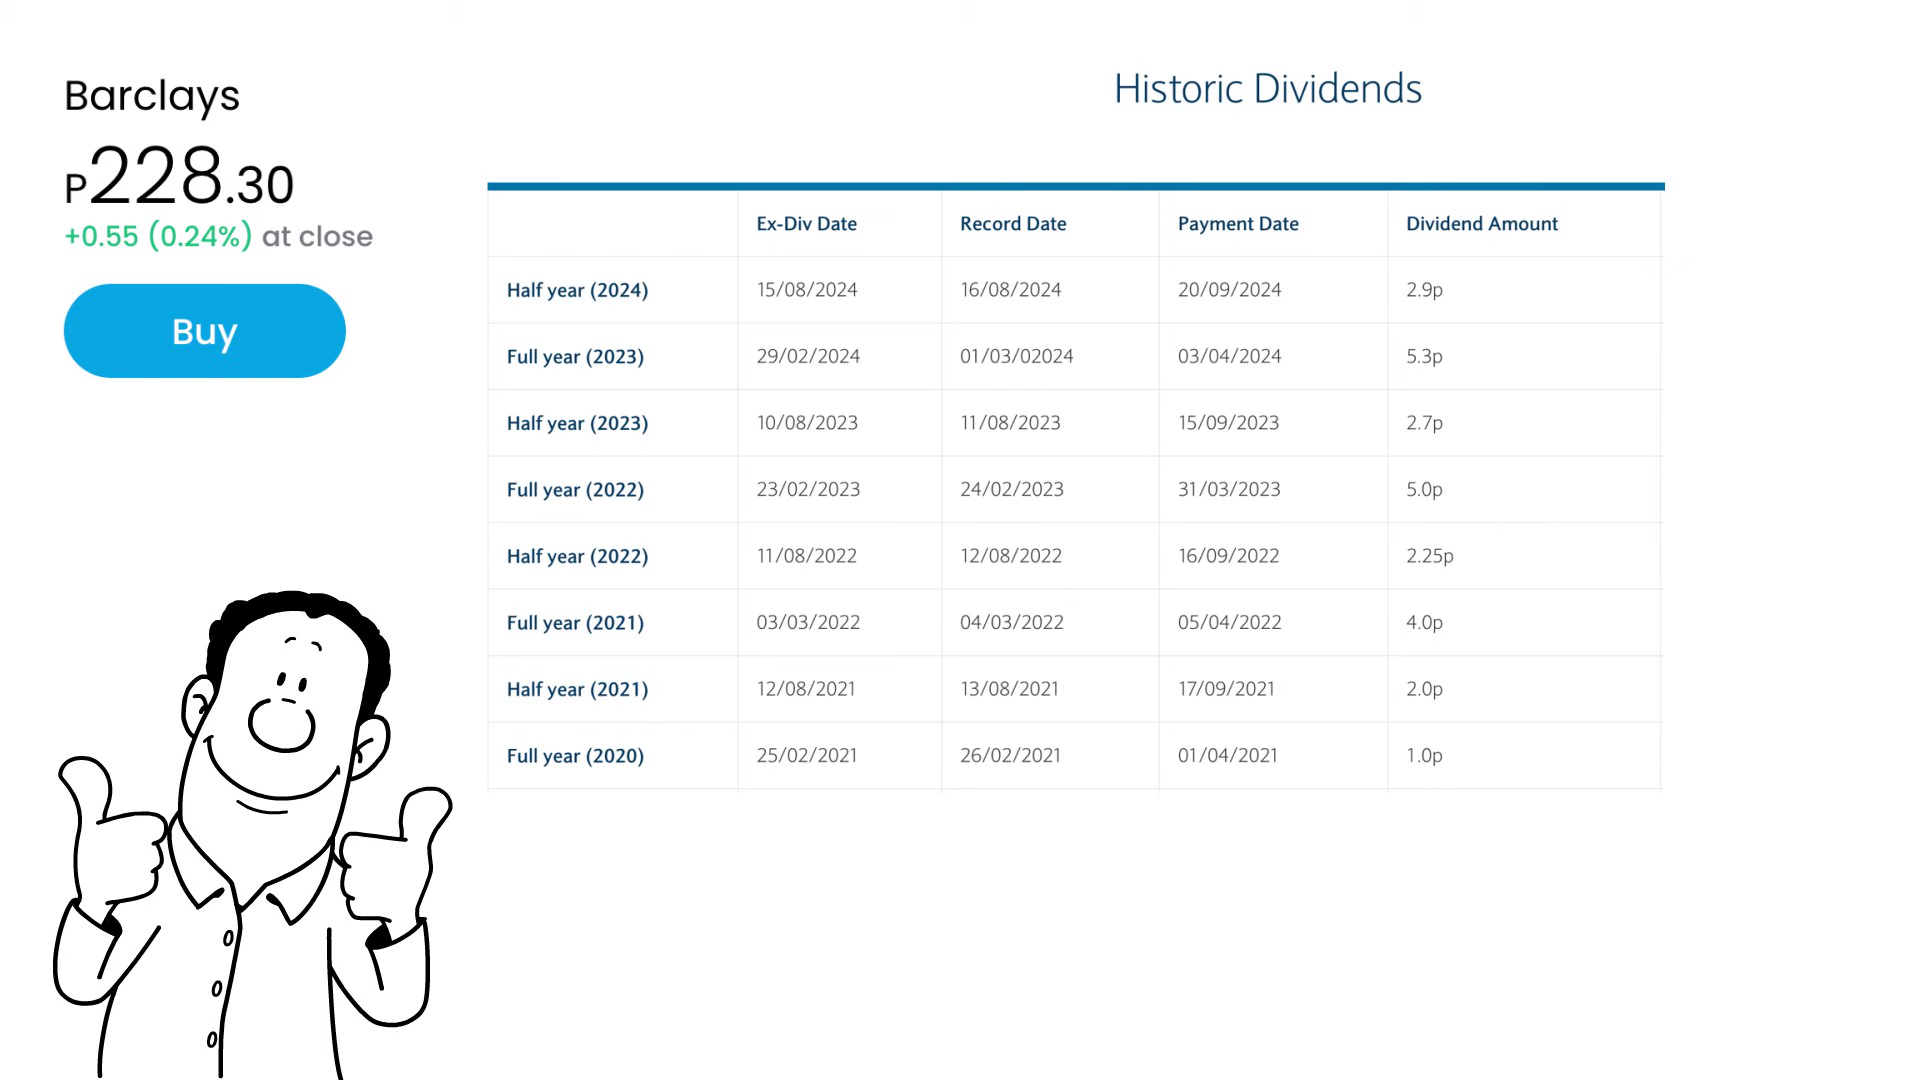 Barclays
P228.30
+0.55 (0.24%) at close
Buy
Historic Dividends
Ex-Div Date Record Date Payment Date Dividend Amount
Half year (2024) 15/08/2024 16/08/2024 20/09/2024 2.9p
Full year (2023) 29/02/2024 01/03/02024 03/04/2024 5.3p
Half year (2023) 10/08/2023 11/08/2023 15/09/2023 2.7p
Full year (2022) 23/02/2023 24/02/2023 31/03/2023 5.0p
Half year (2022) 11/08/2022 12/08/2022 16/09/2022 2.25p
Full year (2021) 03/03/2022 04/03/2022 05/04/2022 4.0p
Half year (2021) 12/08/2021 13/08/2021 17/09/2021 2.0p
Full year (2020) 25/02/2021 26/02/2021 01/04/2021 1.0p